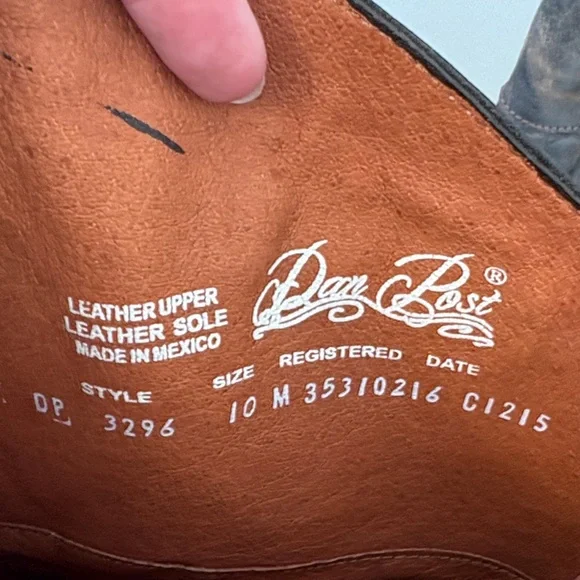 Dan Post®
LEATHER UPPER
LEATHER SOLE
MADE IN MEXICO
STYLE SIZE REGISTERED DATE
DP 3296 10 M 35310216 C1215